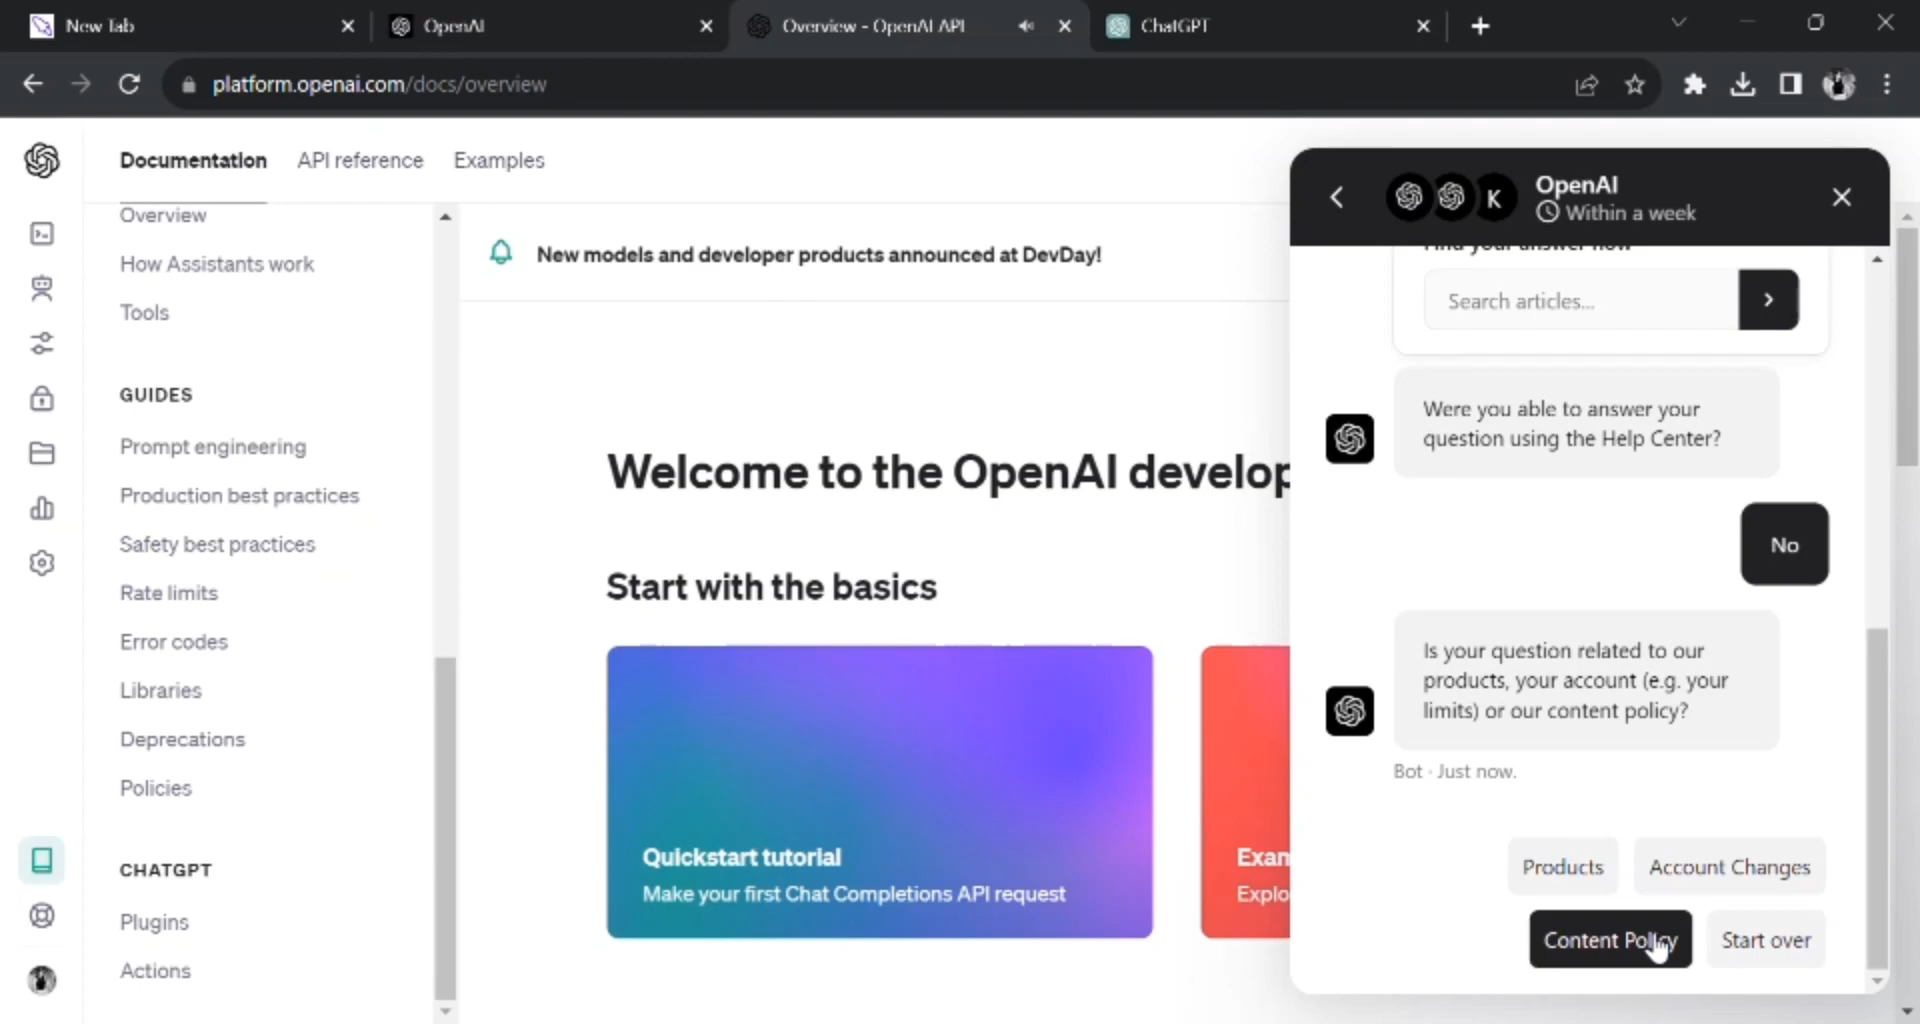 New Tab
OpenAI
Overview - OpenAI API
ChatGPT
platform.openai.com/docs/overview
Documentation
API reference
Examples
Overview
How Assistants work
Tools
GUIDES
Prompt engineering
Production best practices
Safety best practices
Rate limits
Error codes
Libraries
Deprecations
Policies
CHATGPT
Plugins
Actions
New models and developer products announced at DevDay!
Welcome to the OpenAI develop
Start with the basics
Quickstart tutorial
Make your first Chat Completions API request
Exam
Explo
K
OpenAI
Within a week
Find your answer now
Search articles...
Were you able to answer your
question using the Help Center?
No
Is your question related to our
products, your account (e.g. your
limits) or our content policy?
Bot · Just now.
Products
Account Changes
Content Policy
Start over